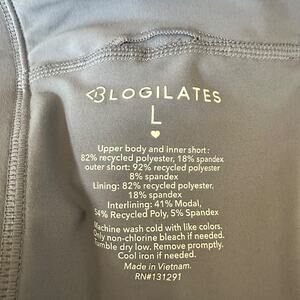 BLOGILATES
L
Upper body and inner short:
82% recycled polyester, 18% spandex
outer short: 92% recycled polyester
8% spandex
Lining: 82% recycled polyester,
18% spandex
Interlining: 41% Modal,
54% Recycled Poly, 5% Spandex
Machine wash cold with like colors.
Only non-chlorine bleach if needed.
Tumble dry low. Remove promptly.
Cool iron if needed.
Made in Vietnam.
RN#131291